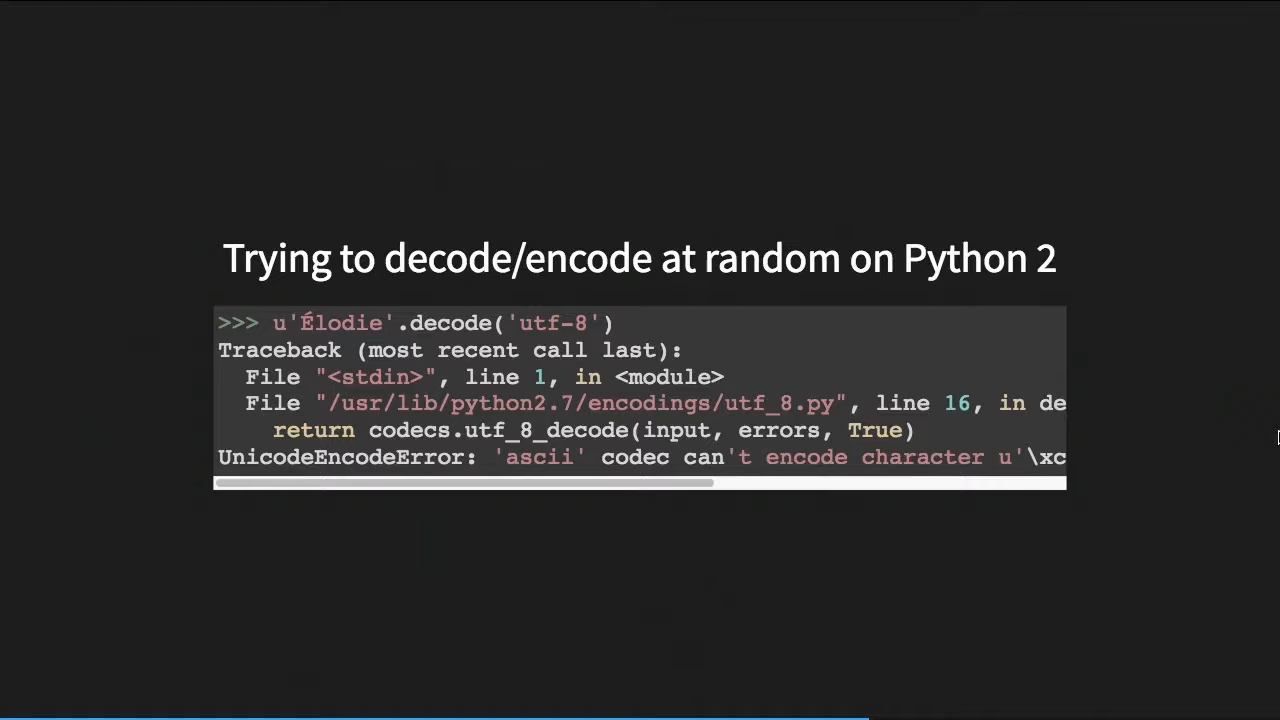 Trying to decode/encode at random on Python 2
>>> u'Élodie'.decode('utf-8')
Traceback (most recent call last):
  File "<stdin>", line 1, in <module>
  File "/usr/lib/python2.7/encodings/utf_8.py", line 16, in de
    return codecs.utf_8_decode(input, errors, True)
UnicodeEncodeError: 'ascii' codec can't encode character u'\xc